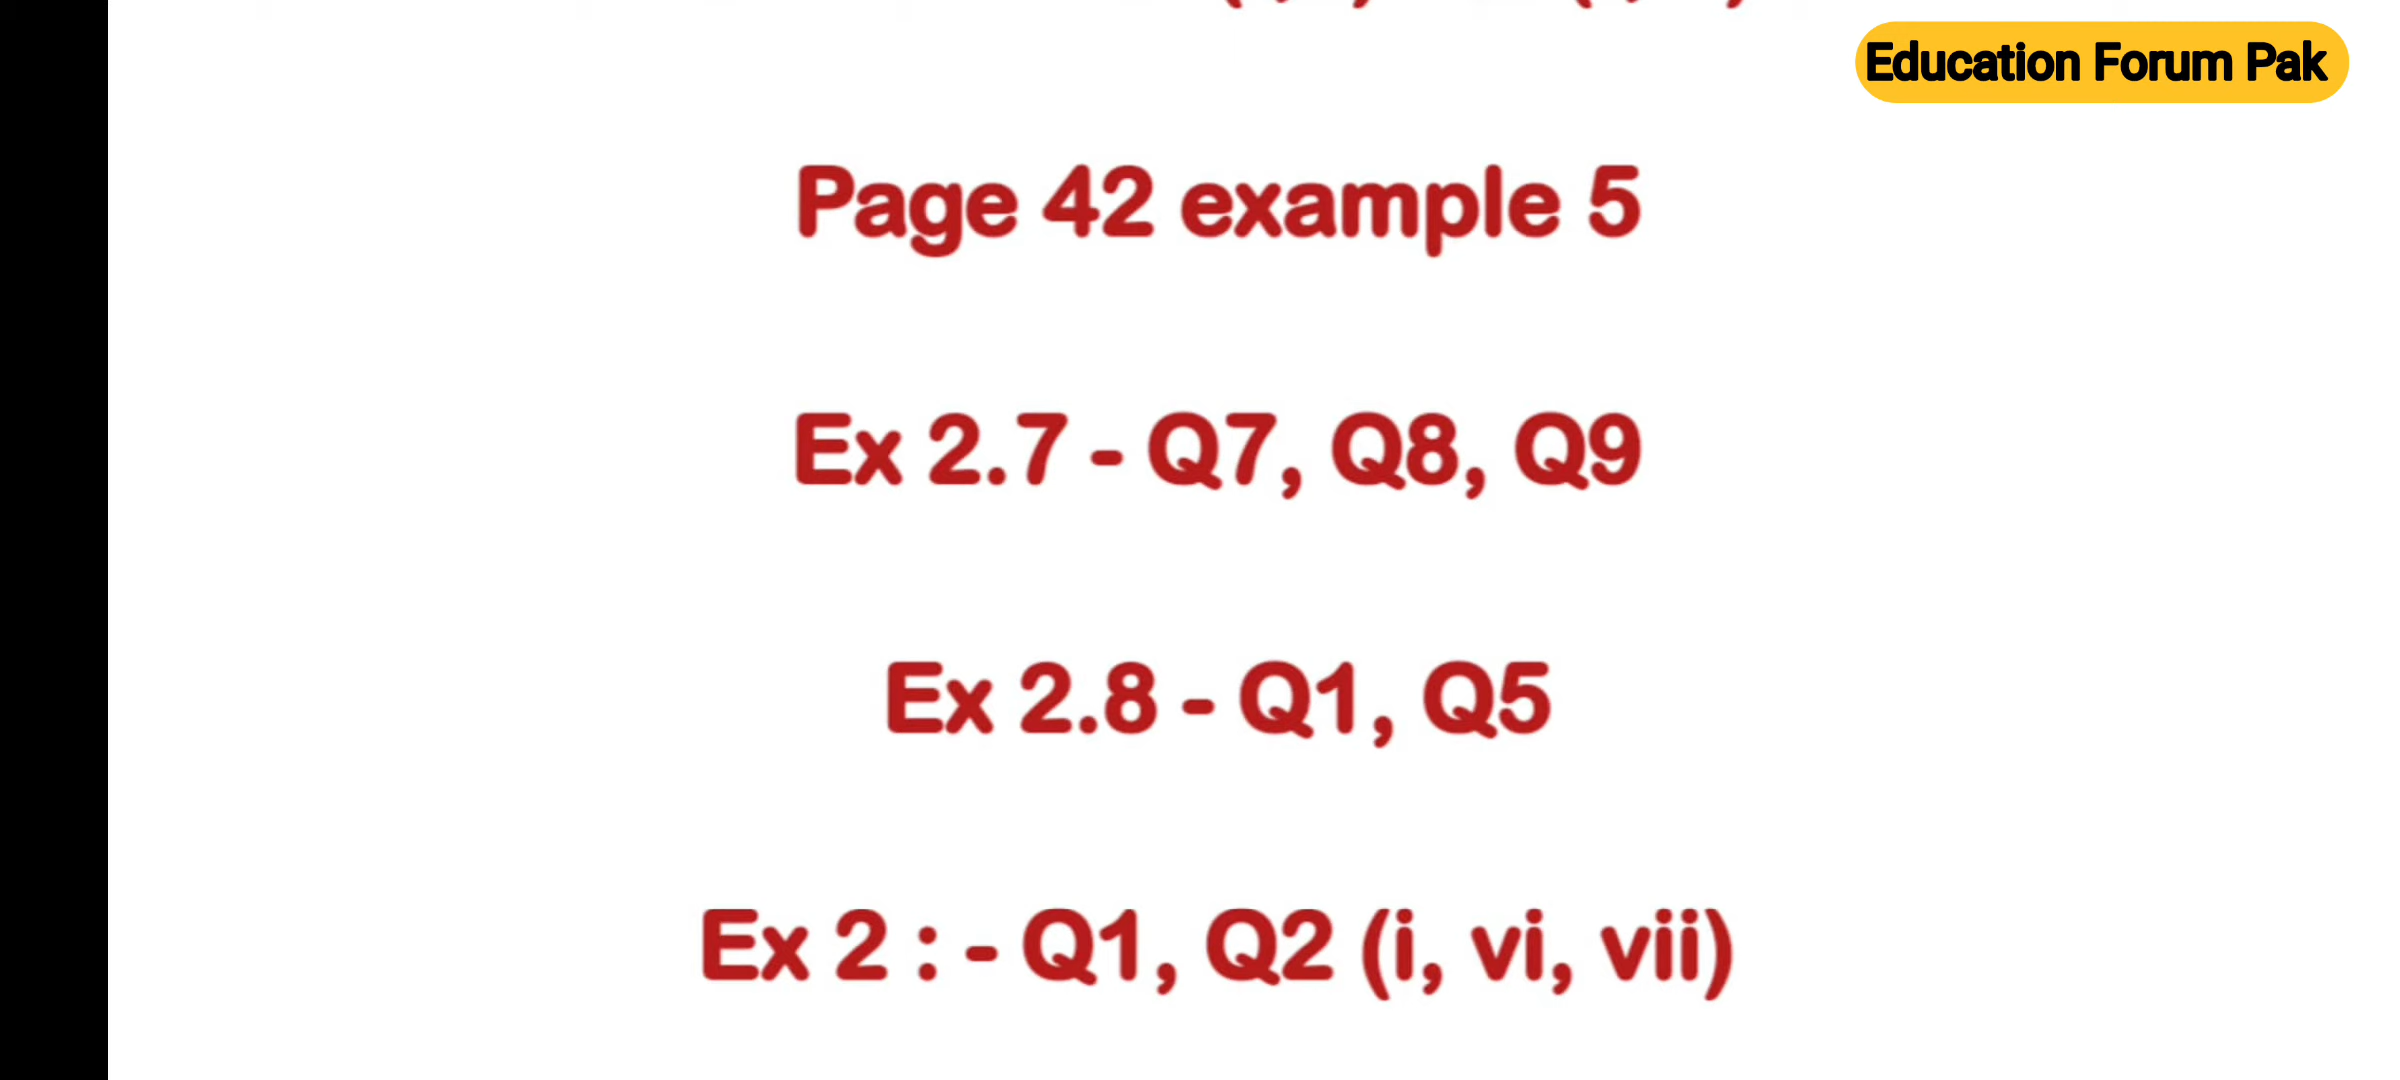 Education Forum Pak
Page 42 example 5
Ex 2.7 - Q7, Q8, Q9
Ex 2.8 - Q1, Q5
Ex 2 : - Q1, Q2 (i, vi, vii)